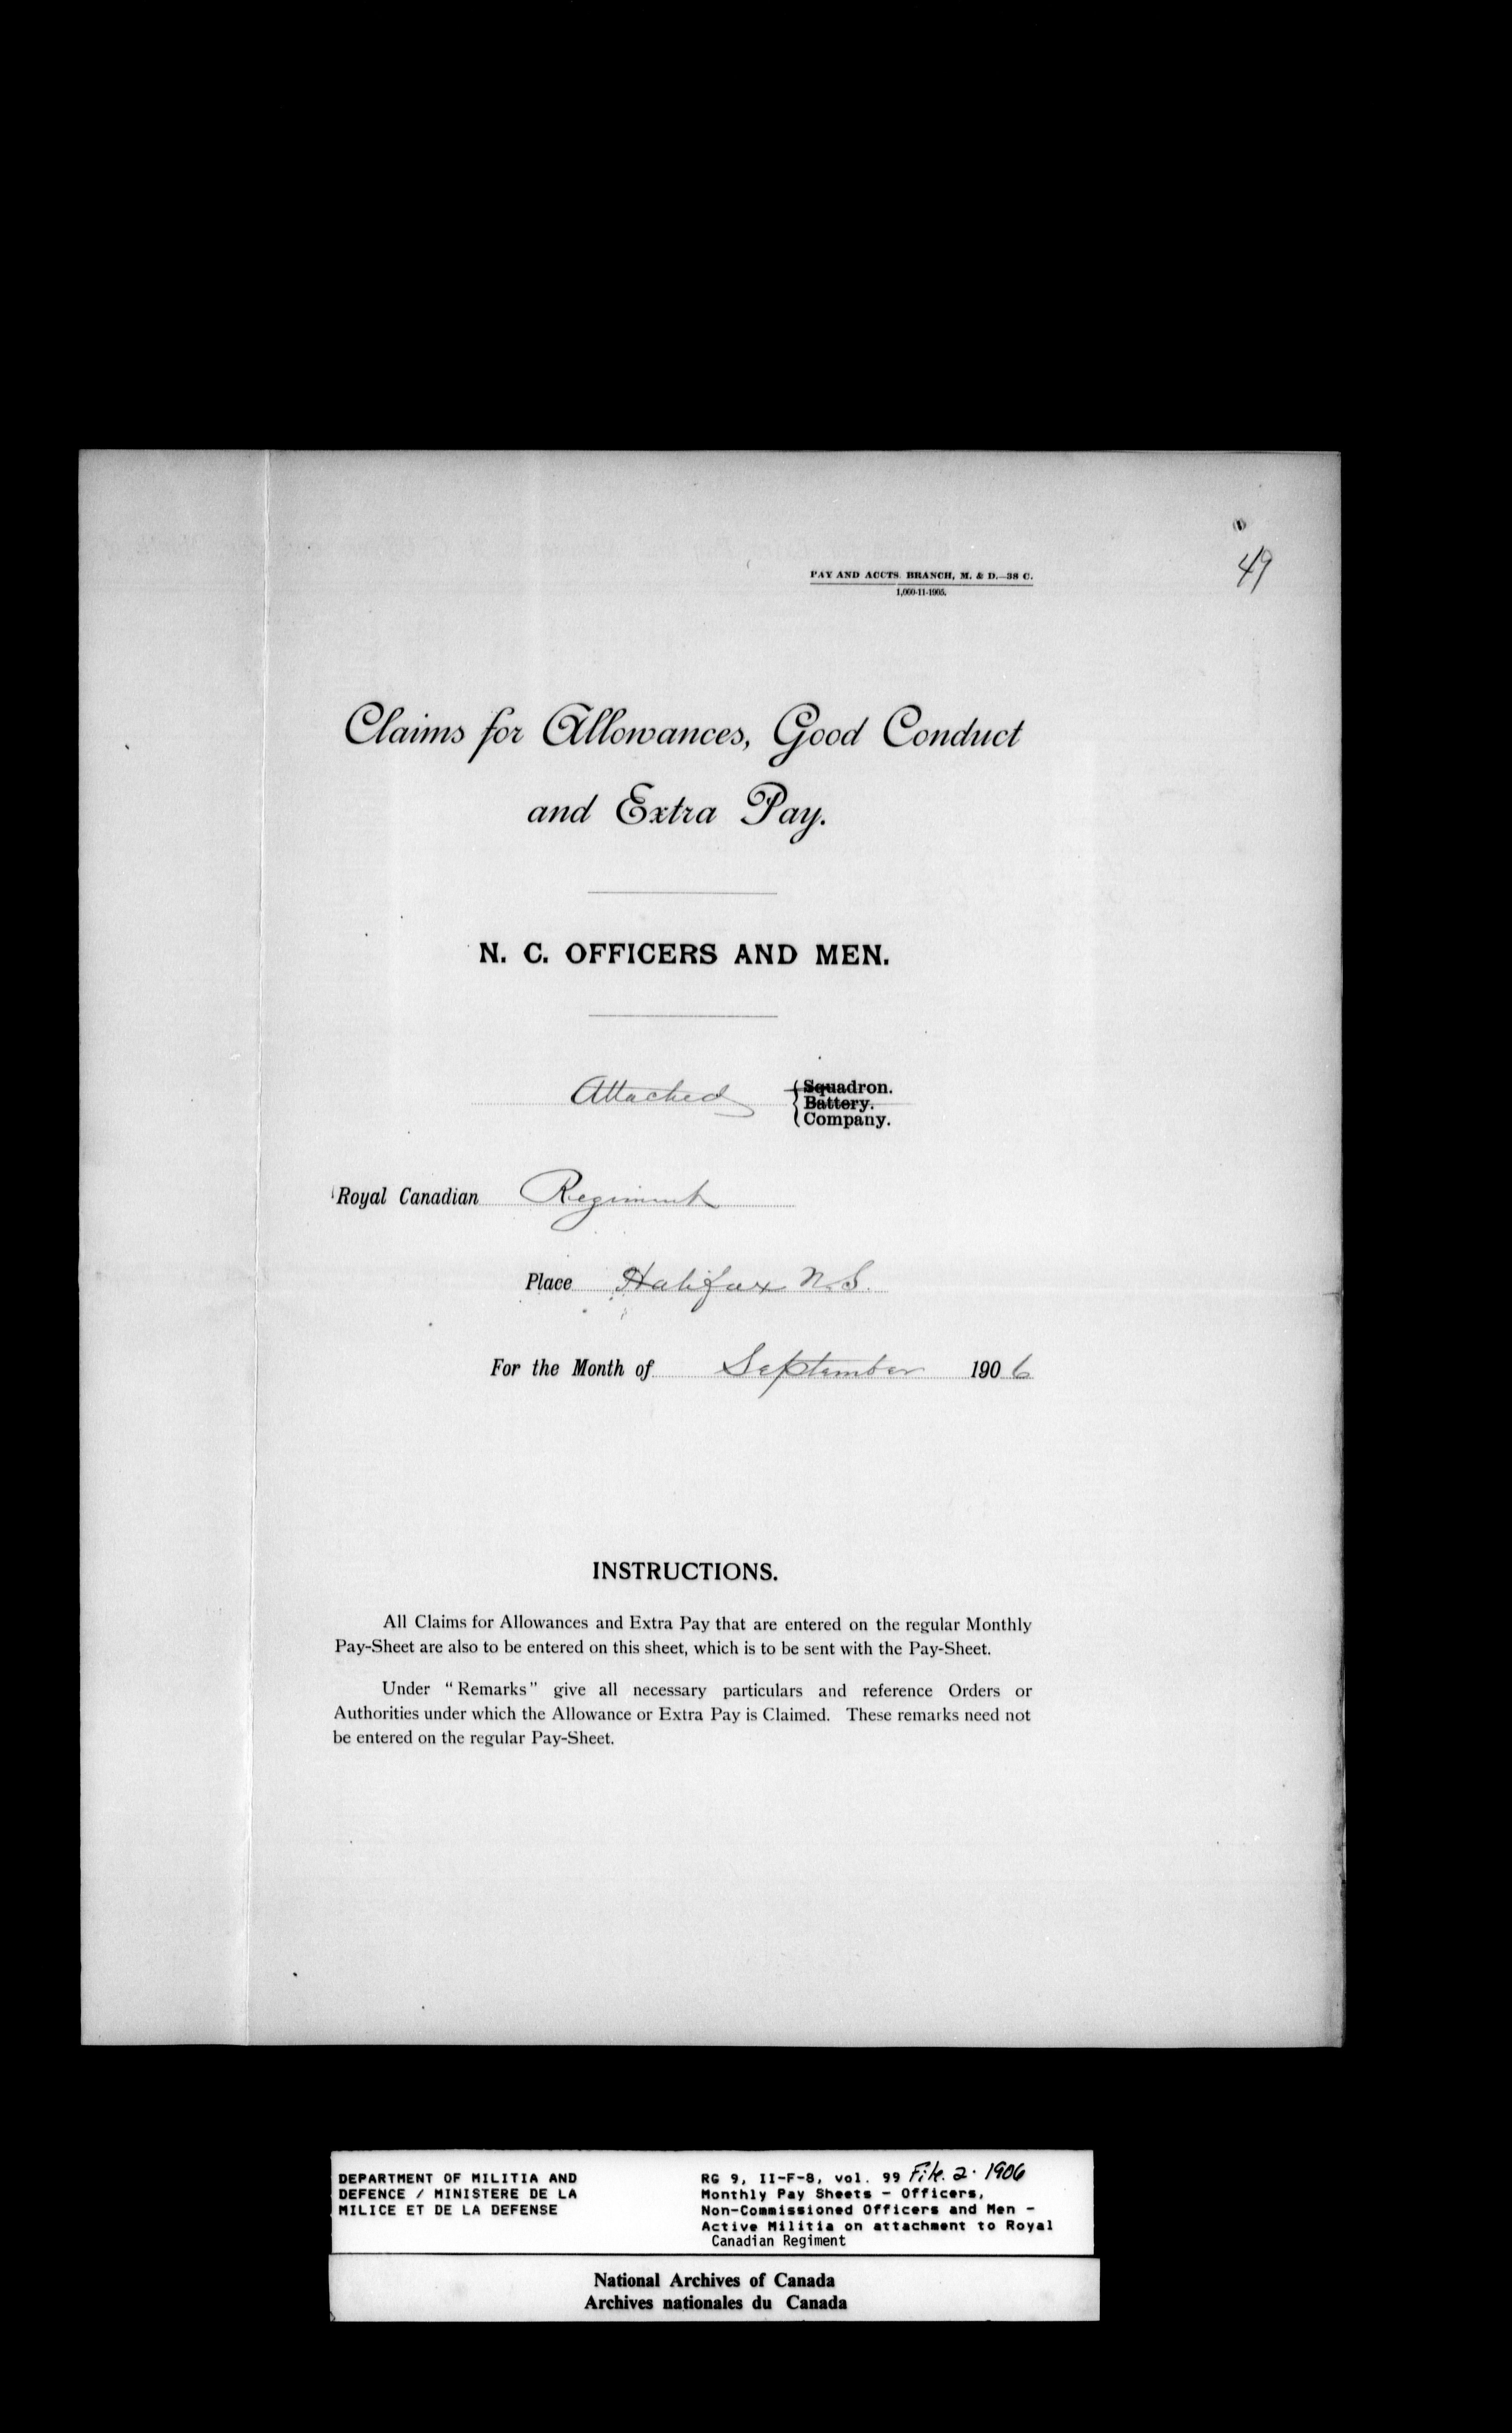 49
PAY AND ACCTS. BRANCH, M. & D.—38 C.
1,000-11-1905.
Claims for Allowances, Good Conduct
and Extra Pay.
N. C. OFFICERS AND MEN.
Attached { Squadron.
Battery.
Company.
Royal Canadian Regiment
Place Halifax N.S.
For the Month of September 1906
INSTRUCTIONS.
All Claims for Allowances and Extra Pay that are entered on the regular Monthly
Pay-Sheet are also to be entered on this sheet, which is to be sent with the Pay-Sheet.
Under "Remarks" give all necessary particulars and reference Orders or
Authorities under which the Allowance or Extra Pay is Claimed. These remarks need not
be entered on the regular Pay-Sheet.
DEPARTMENT OF MILITIA AND
DEFENCE / MINISTERE DE LA
MILICE ET DE LA DEFENSE
RG 9, II-F-8, vol. 99 File. 2. 1906
Monthly Pay Sheets - Officers,
Non-Commissioned Officers and Men -
Active Militia on attachment to Royal
Canadian Regiment
National Archives of Canada
Archives nationales du Canada